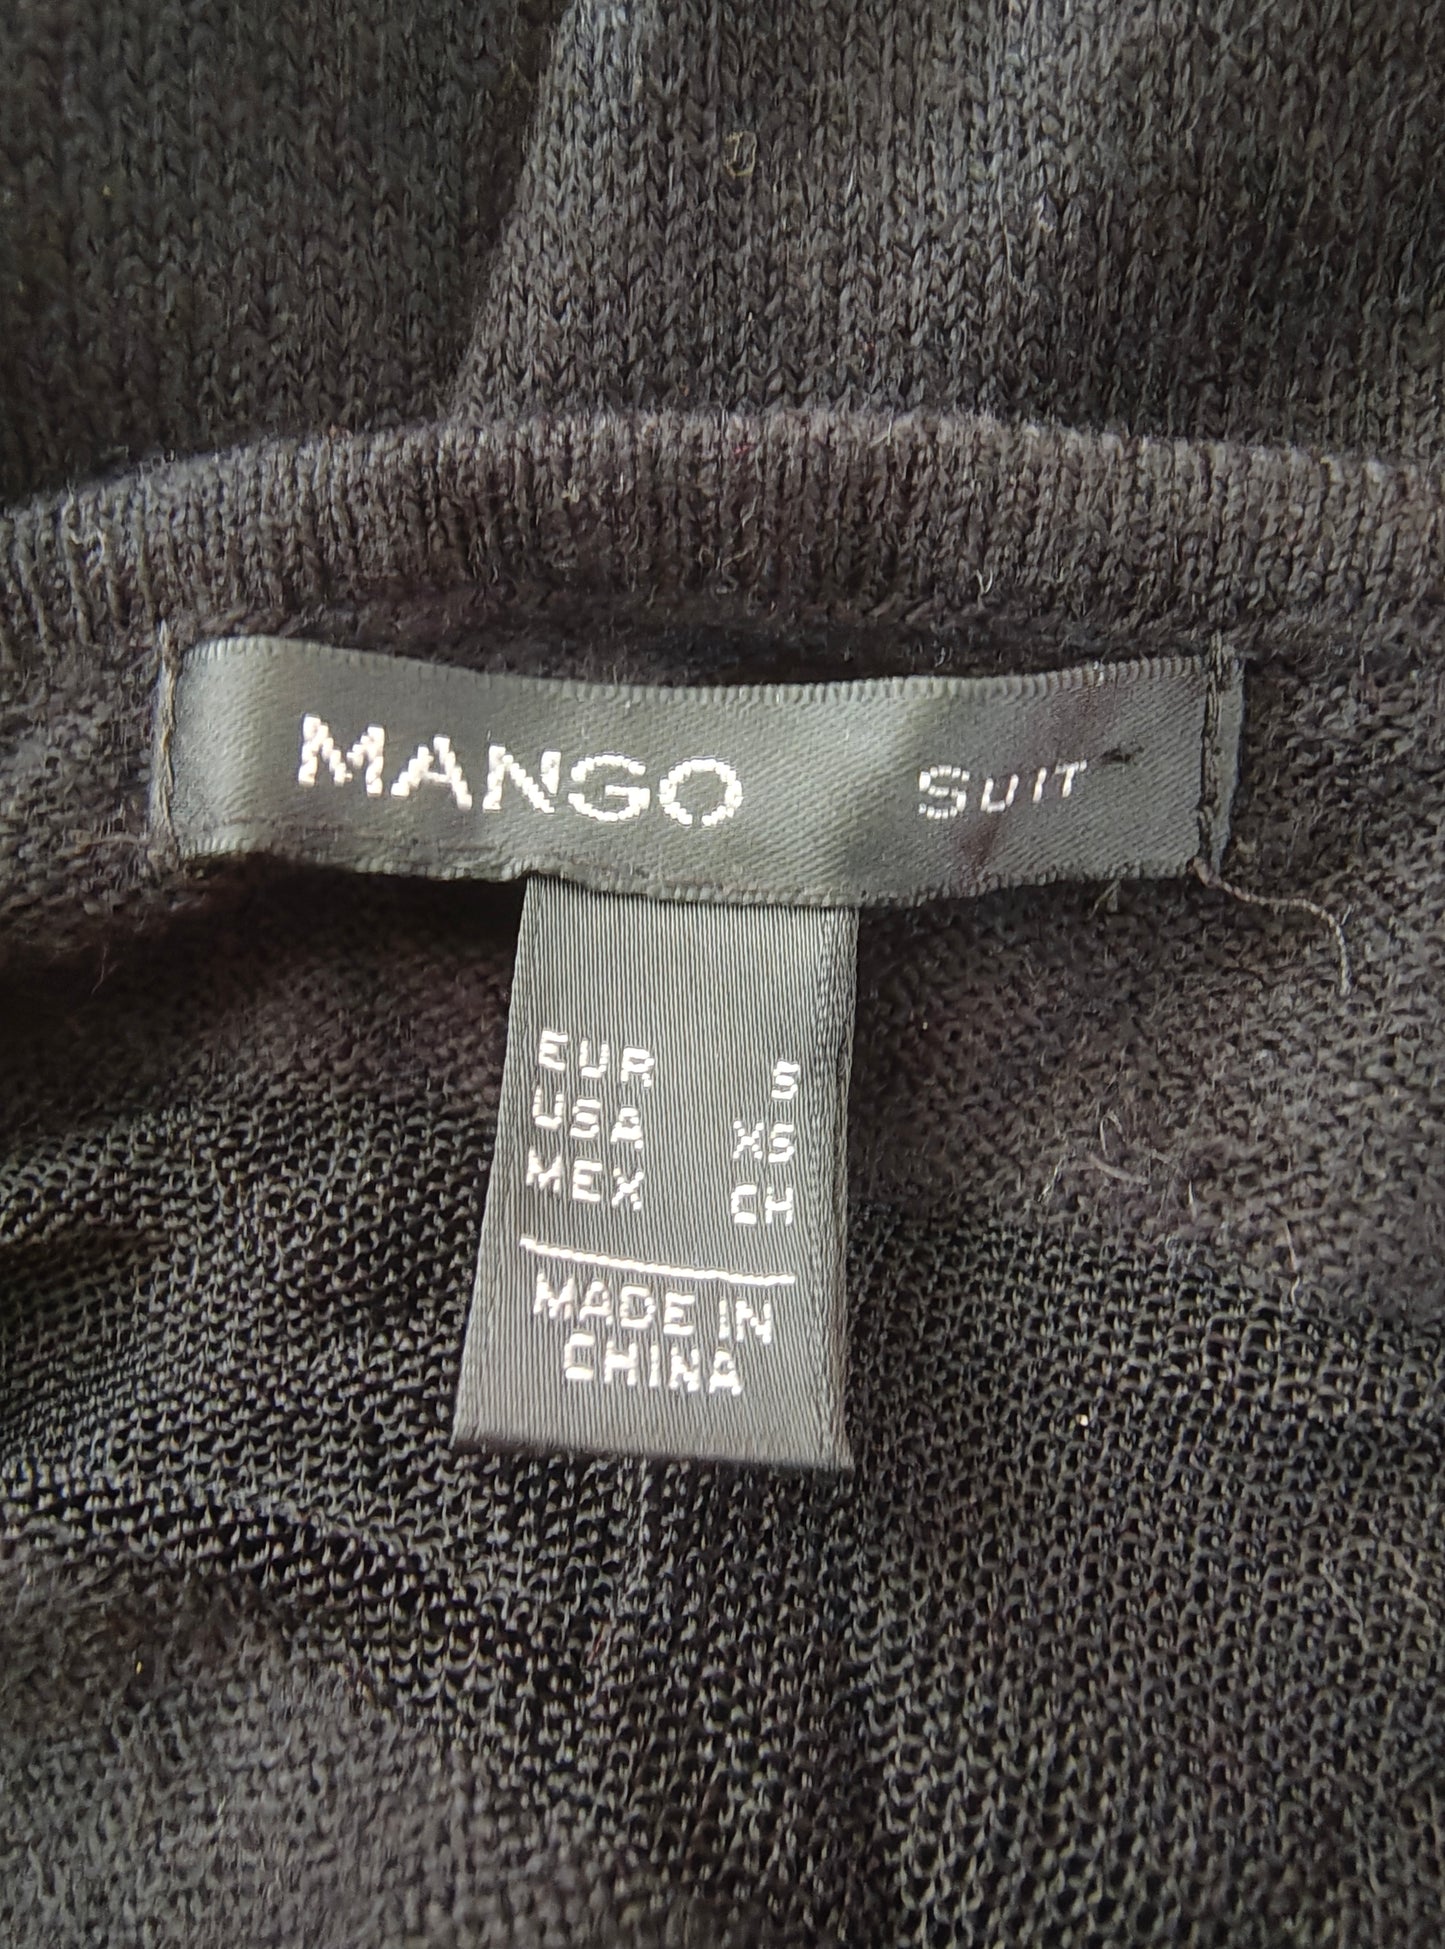 MANGO SUIT
EUR S
USA XS
MEX CH
MADE IN
CHINA